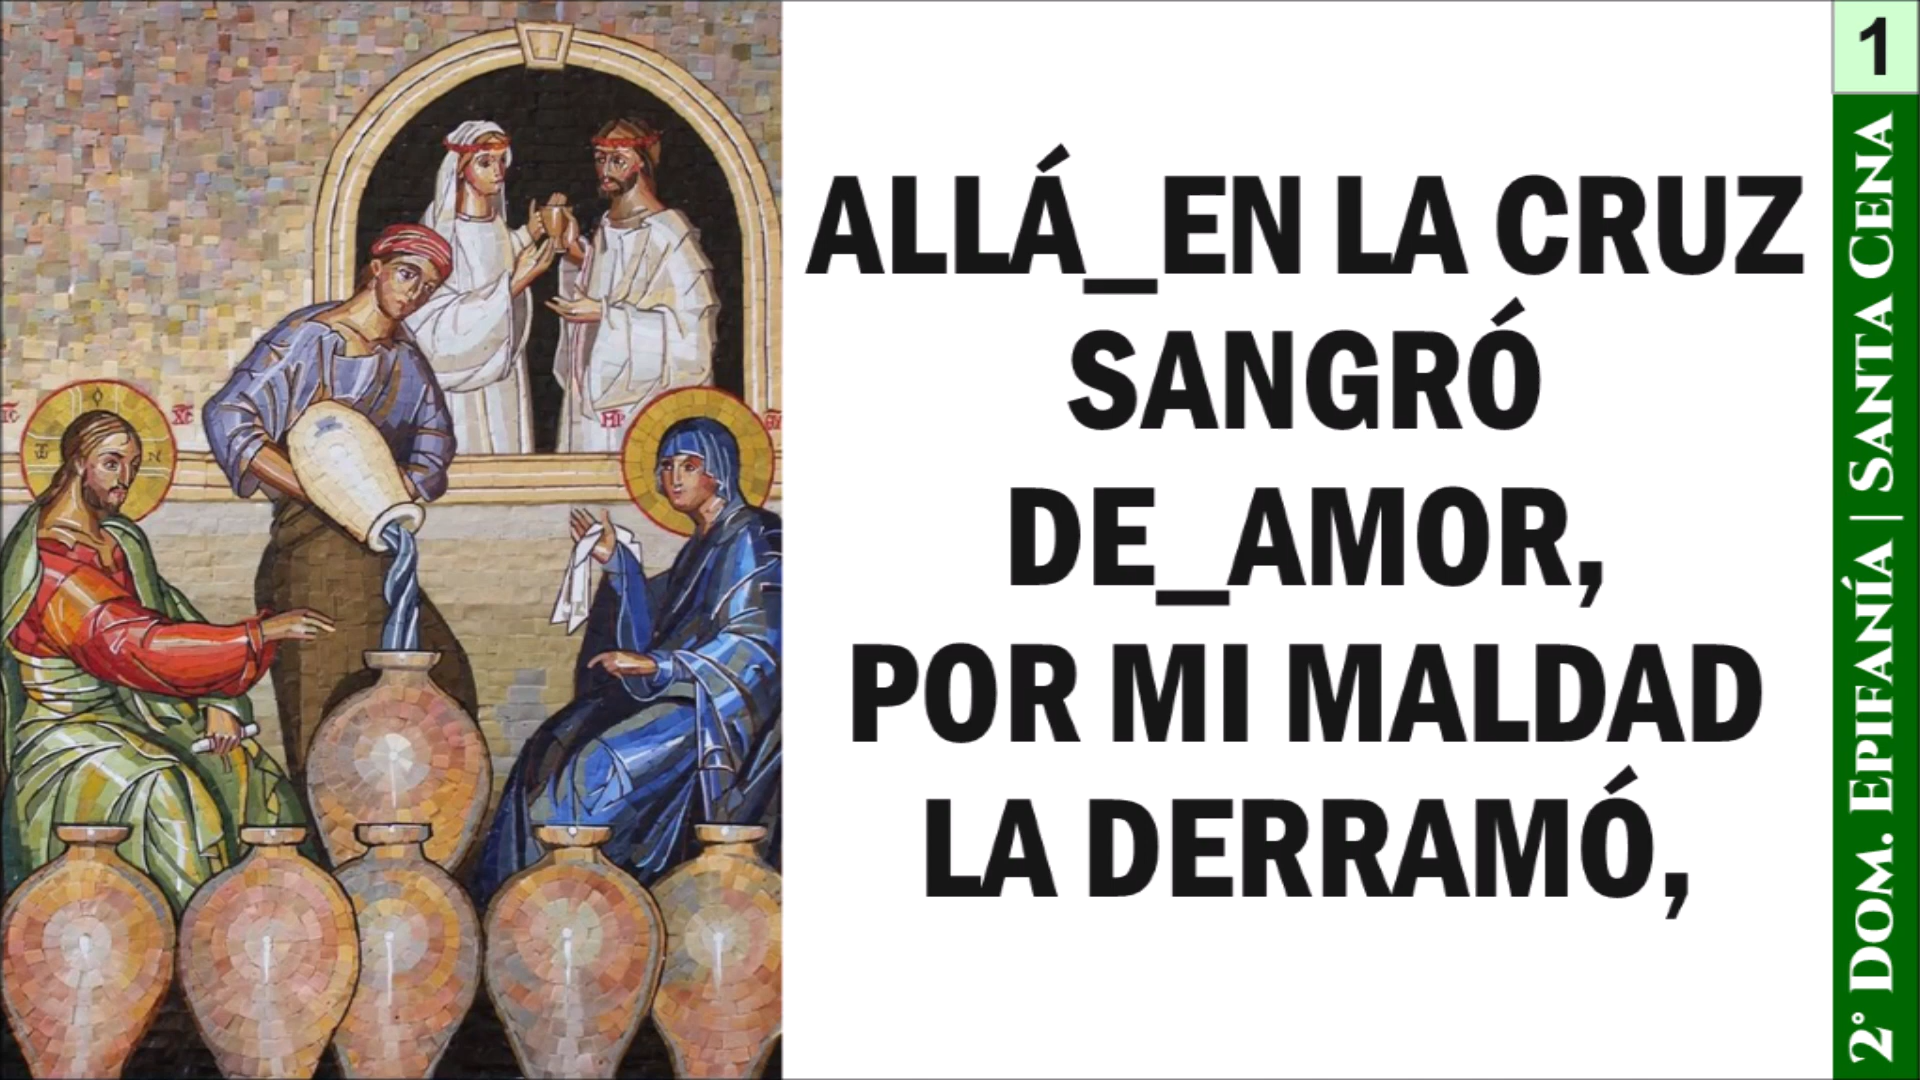 ALLÁ_EN LA CRUZ
SANGRÓ
DE_AMOR,
POR MI MALDAD
LA DERRAMÓ,
1
2° DOM. EPIFANÍA | SANTA CENA